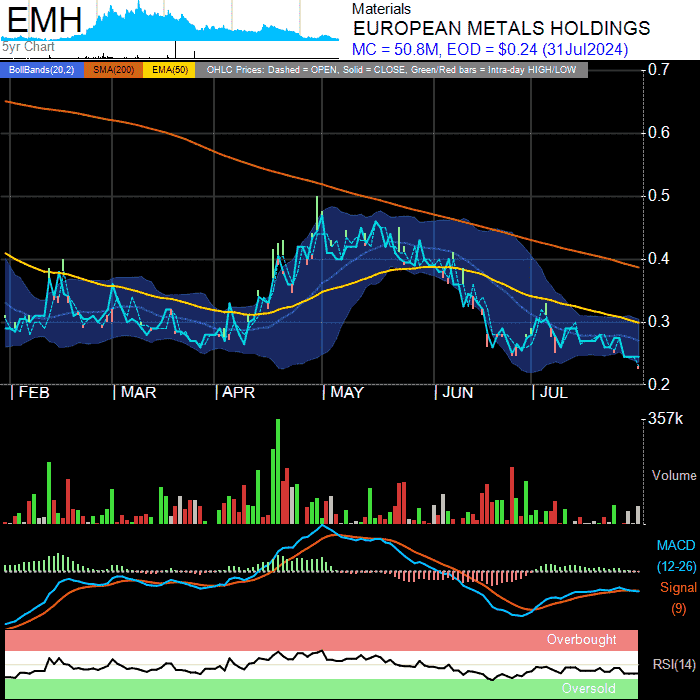 EMH
5yr Chart
Materials
EUROPEAN METALS HOLDINGS
MC = 50.8M, EOD = $0.24 (31Jul2024)
BollBands(20,2) SMA(200) EMA(50) OHLC Prices: Dashed = OPEN, Solid = CLOSE, Green/Red bars = Intra-day HIGH/LOW
0.7
0.6
0.5
0.4
0.3
0.2
FEB MAR APR MAY JUN JUL
357k
Volume
MACD
(12-26)
Signal
(9)
Overbought
RSI(14)
Oversold